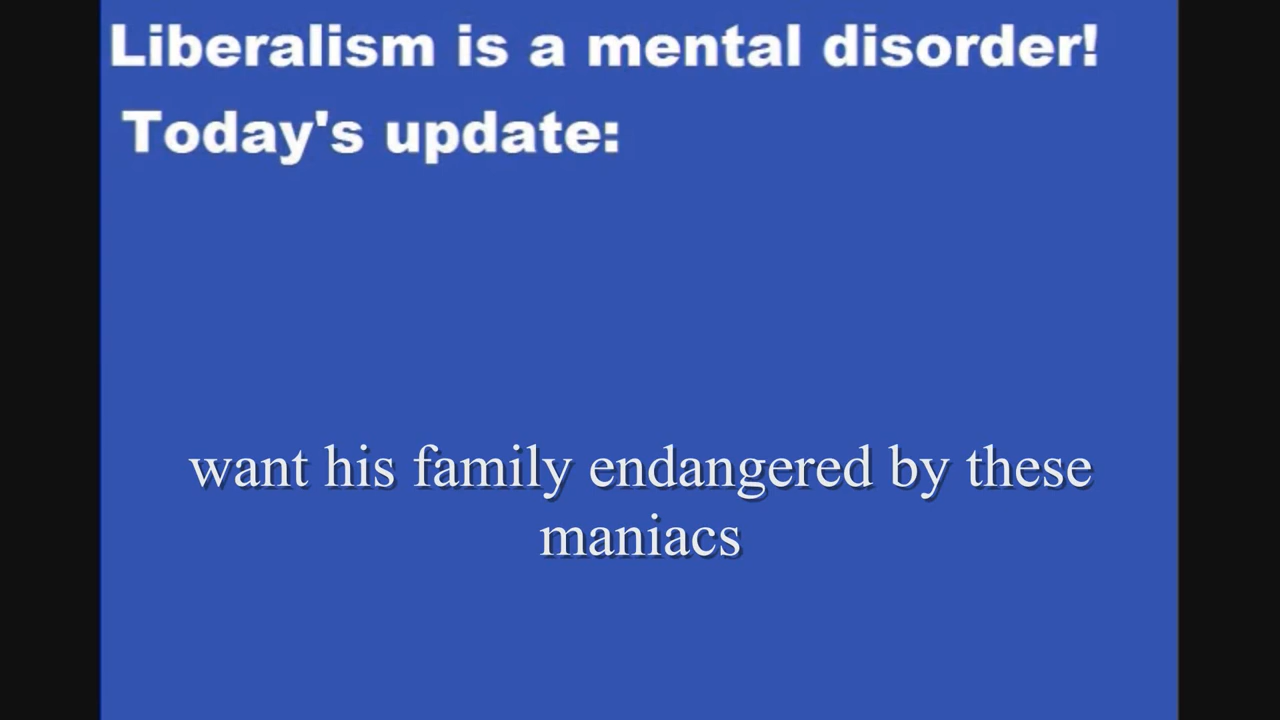 Liberalism is a mental disorder!
Today's update:
want his family endangered by these
maniacs